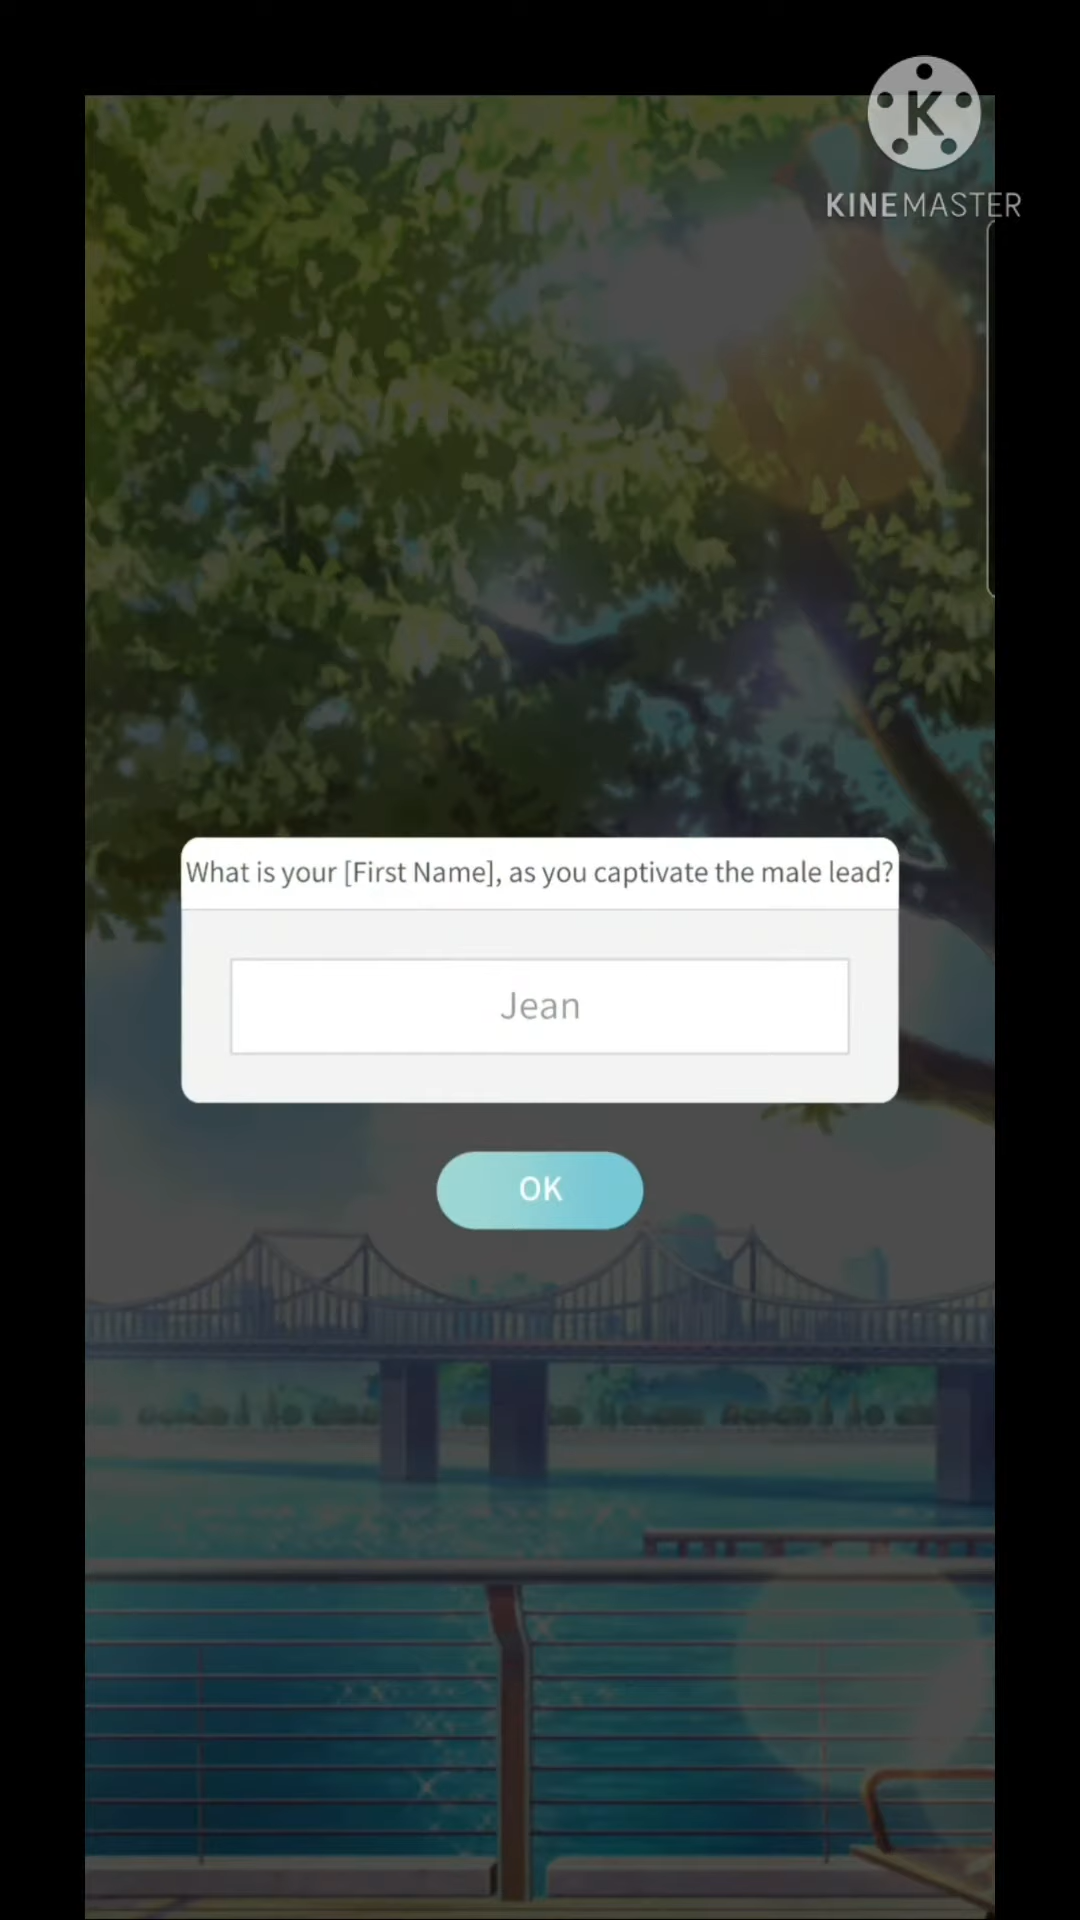 K
KINEMASTER
What is your [First Name], as you captivate the male lead?
Jean
OK